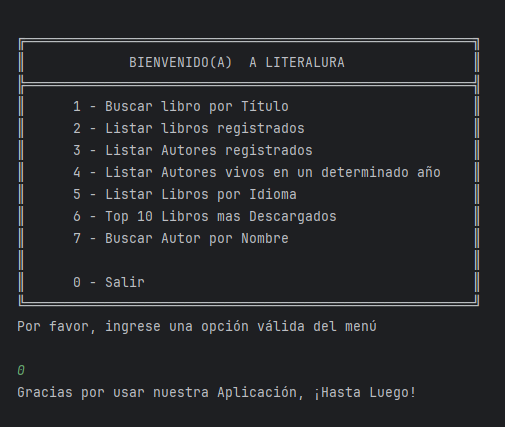 BIENVENIDO(A)  A LITERALURA
1 - Buscar libro por Título
2 - Listar libros registrados
3 - Listar Autores registrados
4 - Listar Autores vivos en un determinado año
5 - Listar Libros por Idioma
6 - Top 10 Libros mas Descargados
7 - Buscar Autor por Nombre
0 - Salir
Por favor, ingrese una opción válida del menú
0
Gracias por usar nuestra Aplicación, ¡Hasta Luego!